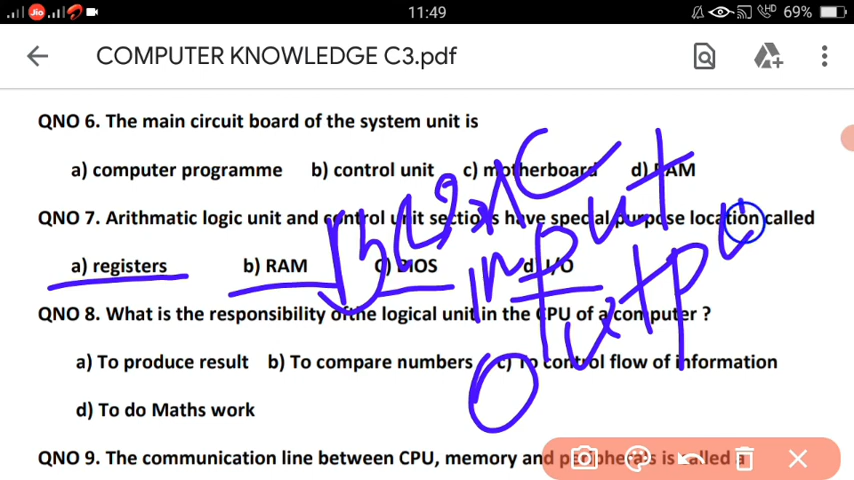 Jio 11:49 HD 69%
COMPUTER KNOWLEDGE C3.pdf
QNO 6. The main circuit board of the system unit is
a) computer programme b) control unit c) motherboard d) RAM
QNO 7. Arithmatic logic unit and control unit sections have special purpose location called
a) registers b) RAM C) BIOS d) I/O
Basic
input
output
QNO 8. What is the responsibility ofthe logical unit in the CPU of a computer ?
a) To produce result b) To compare numbers c) To control flow of information
d) To do Maths work
QNO 9. The communication line between CPU, memory and peripherals is called a